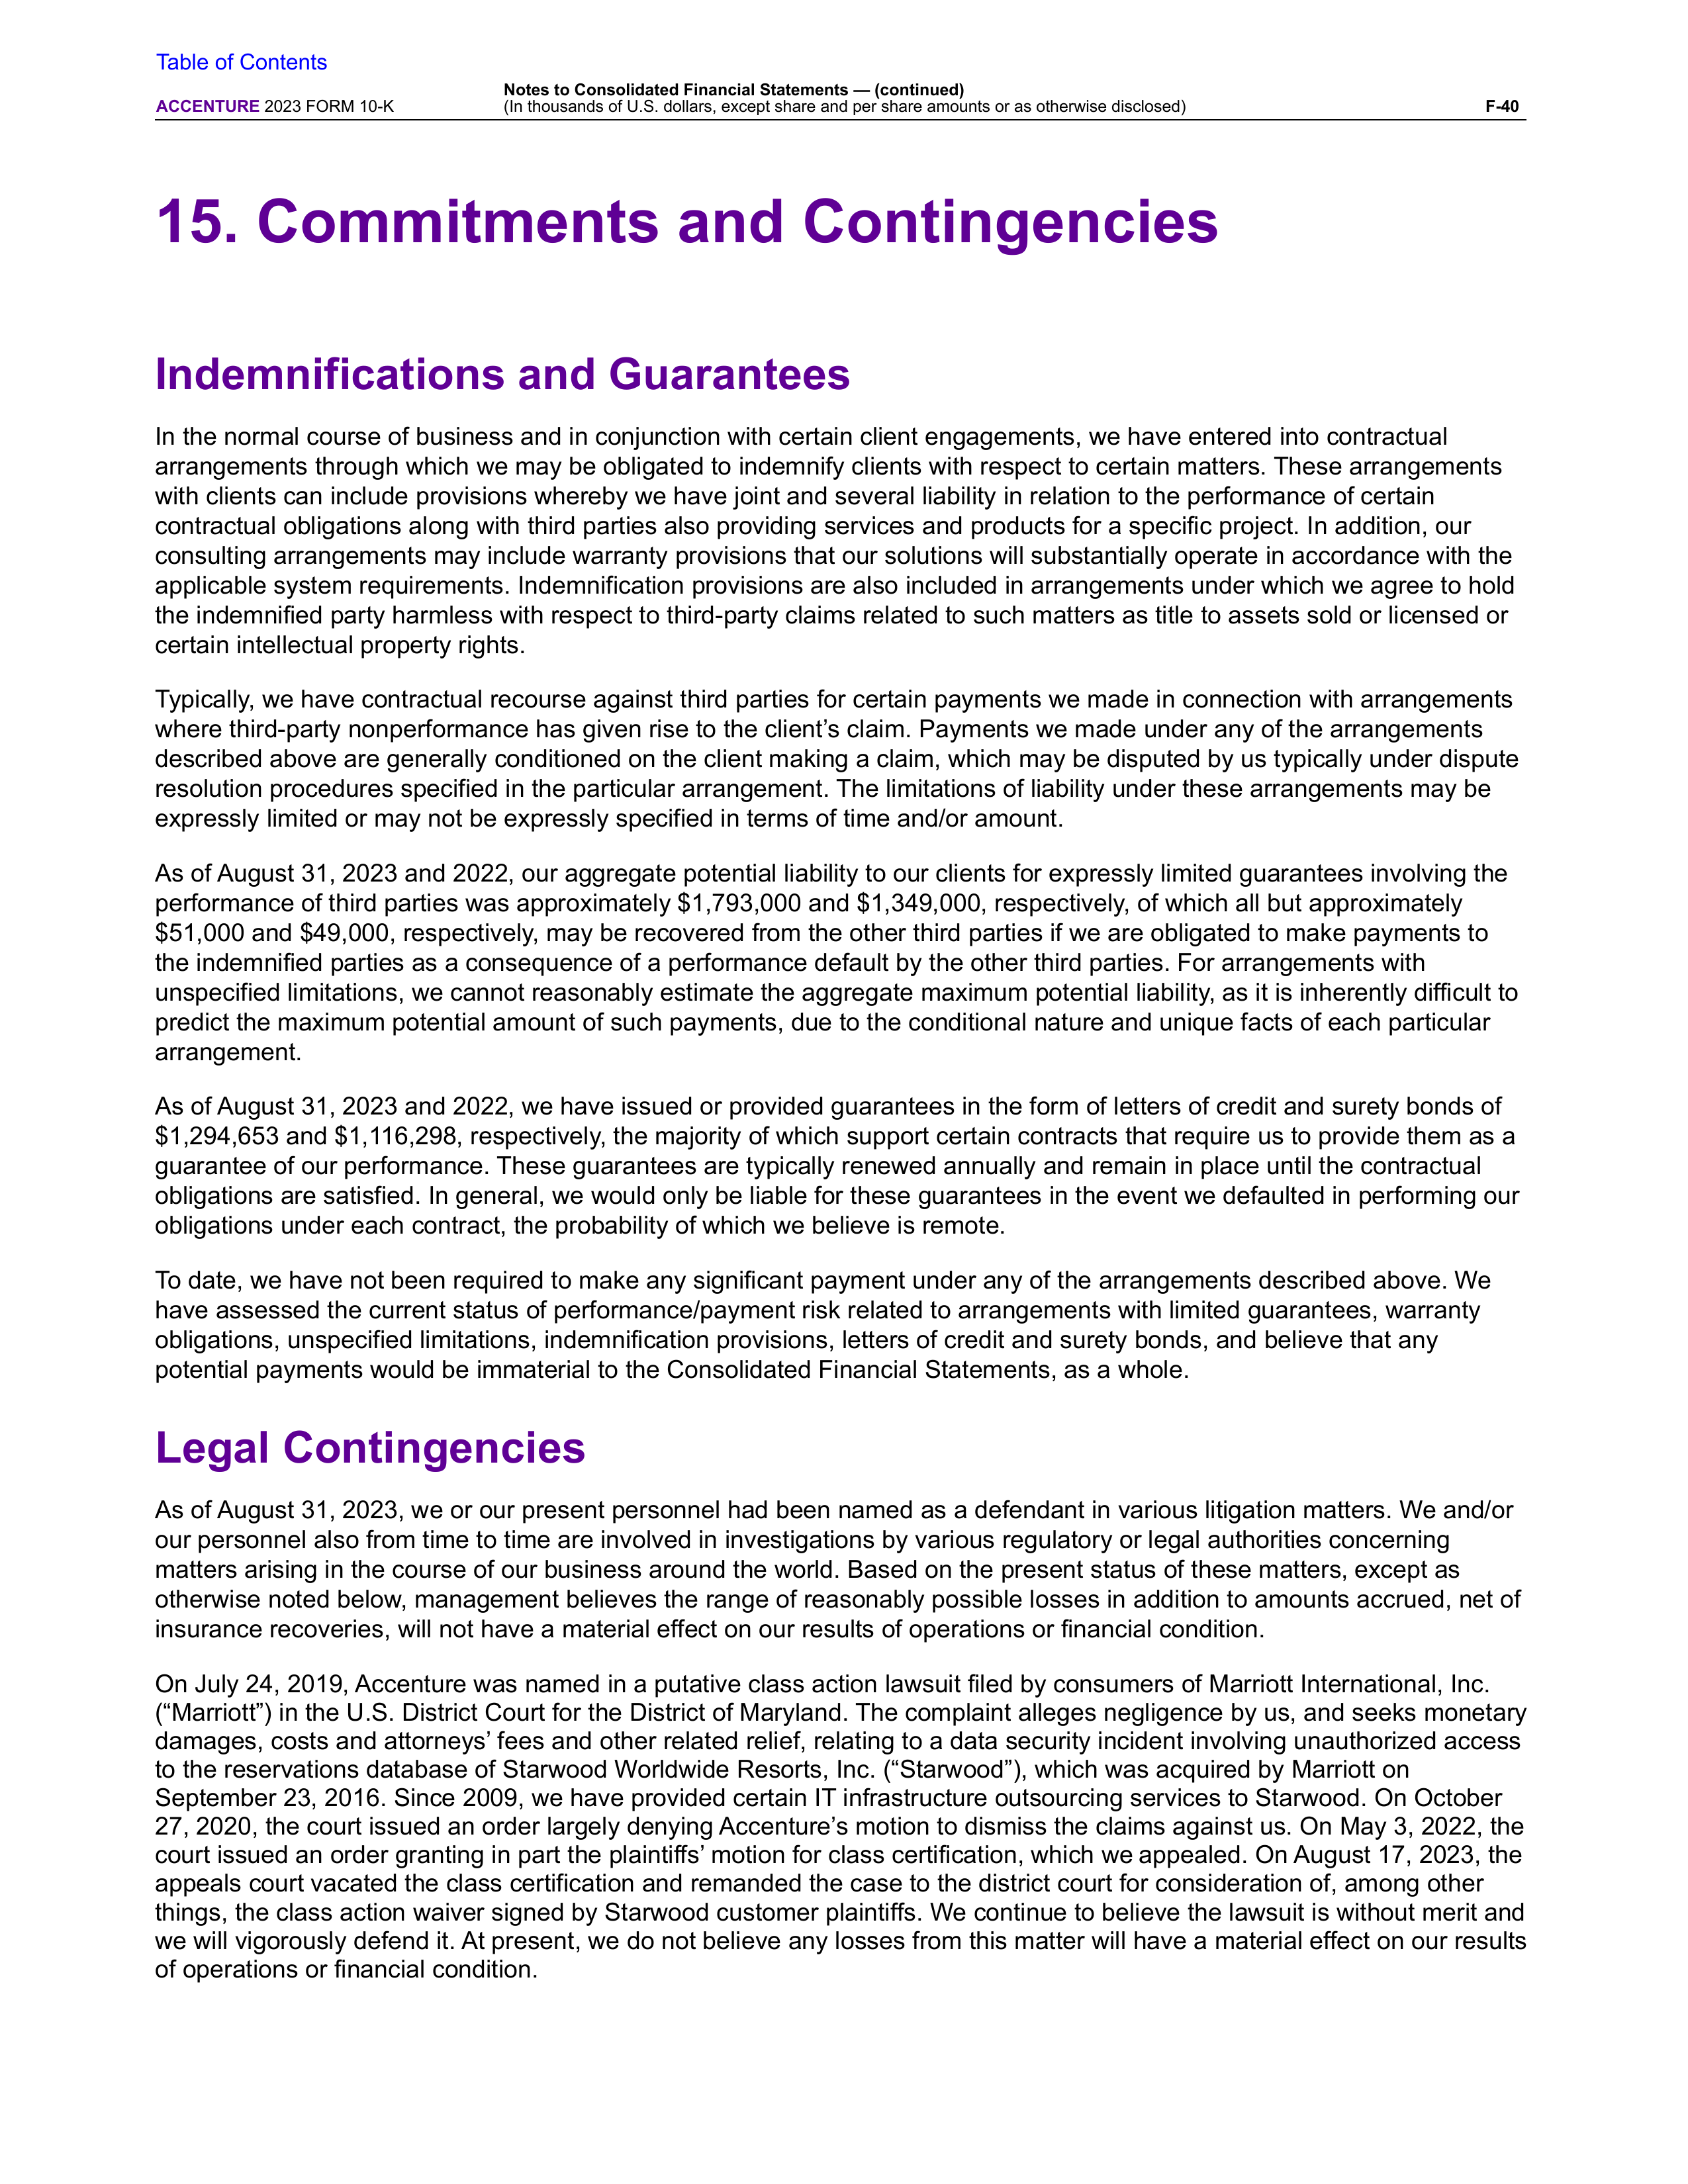 Table of Contents
Notes to Consolidated Financial Statements — (continued)
ACCENTURE 2023 FORM 10-K (In thousands of U.S. dollars, except share and per share amounts or as otherwise disclosed) F-40
15. Commitments and Contingencies
Indemnifications and Guarantees
In the normal course of business and in conjunction with certain client engagements, we have entered into contractual
arrangements through which we may be obligated to indemnify clients with respect to certain matters. These arrangements
with clients can include provisions whereby we have joint and several liability in relation to the performance of certain
contractual obligations along with third parties also providing services and products for a specific project. In addition, our
consulting arrangements may include warranty provisions that our solutions will substantially operate in accordance with the
applicable system requirements. Indemnification provisions are also included in arrangements under which we agree to hold
the indemnified party harmless with respect to third-party claims related to such matters as title to assets sold or licensed or
certain intellectual property rights.
Typically, we have contractual recourse against third parties for certain payments we made in connection with arrangements
where third-party nonperformance has given rise to the client’s claim. Payments we made under any of the arrangements
described above are generally conditioned on the client making a claim, which may be disputed by us typically under dispute
resolution procedures specified in the particular arrangement. The limitations of liability under these arrangements may be
expressly limited or may not be expressly specified in terms of time and/or amount.
As of August 31, 2023 and 2022, our aggregate potential liability to our clients for expressly limited guarantees involving the
performance of third parties was approximately $1,793,000 and $1,349,000, respectively, of which all but approximately
$51,000 and $49,000, respectively, may be recovered from the other third parties if we are obligated to make payments to
the indemnified parties as a consequence of a performance default by the other third parties. For arrangements with
unspecified limitations, we cannot reasonably estimate the aggregate maximum potential liability, as it is inherently difficult to
predict the maximum potential amount of such payments, due to the conditional nature and unique facts of each particular
arrangement.
As of August 31, 2023 and 2022, we have issued or provided guarantees in the form of letters of credit and surety bonds of
$1,294,653 and $1,116,298, respectively, the majority of which support certain contracts that require us to provide them as a
guarantee of our performance. These guarantees are typically renewed annually and remain in place until the contractual
obligations are satisfied. In general, we would only be liable for these guarantees in the event we defaulted in performing our
obligations under each contract, the probability of which we believe is remote.
To date, we have not been required to make any significant payment under any of the arrangements described above. We
have assessed the current status of performance/payment risk related to arrangements with limited guarantees, warranty
obligations, unspecified limitations, indemnification provisions, letters of credit and surety bonds, and believe that any
potential payments would be immaterial to the Consolidated Financial Statements, as a whole.
Legal Contingencies
As of August 31, 2023, we or our present personnel had been named as a defendant in various litigation matters. We and/or
our personnel also from time to time are involved in investigations by various regulatory or legal authorities concerning
matters arising in the course of our business around the world. Based on the present status of these matters, except as
otherwise noted below, management believes the range of reasonably possible losses in addition to amounts accrued, net of
insurance recoveries, will not have a material effect on our results of operations or financial condition.
On July 24, 2019, Accenture was named in a putative class action lawsuit filed by consumers of Marriott International, Inc.
(“Marriott”) in the U.S. District Court for the District of Maryland. The complaint alleges negligence by us, and seeks monetary
damages, costs and attorneys’ fees and other related relief, relating to a data security incident involving unauthorized access
to the reservations database of Starwood Worldwide Resorts, Inc. (“Starwood”), which was acquired by Marriott on
September 23, 2016. Since 2009, we have provided certain IT infrastructure outsourcing services to Starwood. On October
27, 2020, the court issued an order largely denying Accenture’s motion to dismiss the claims against us. On May 3, 2022, the
court issued an order granting in part the plaintiffs’ motion for class certification, which we appealed. On August 17, 2023, the
appeals court vacated the class certification and remanded the case to the district court for consideration of, among other
things, the class action waiver signed by Starwood customer plaintiffs. We continue to believe the lawsuit is without merit and
we will vigorously defend it. At present, we do not believe any losses from this matter will have a material effect on our results
of operations or financial condition.